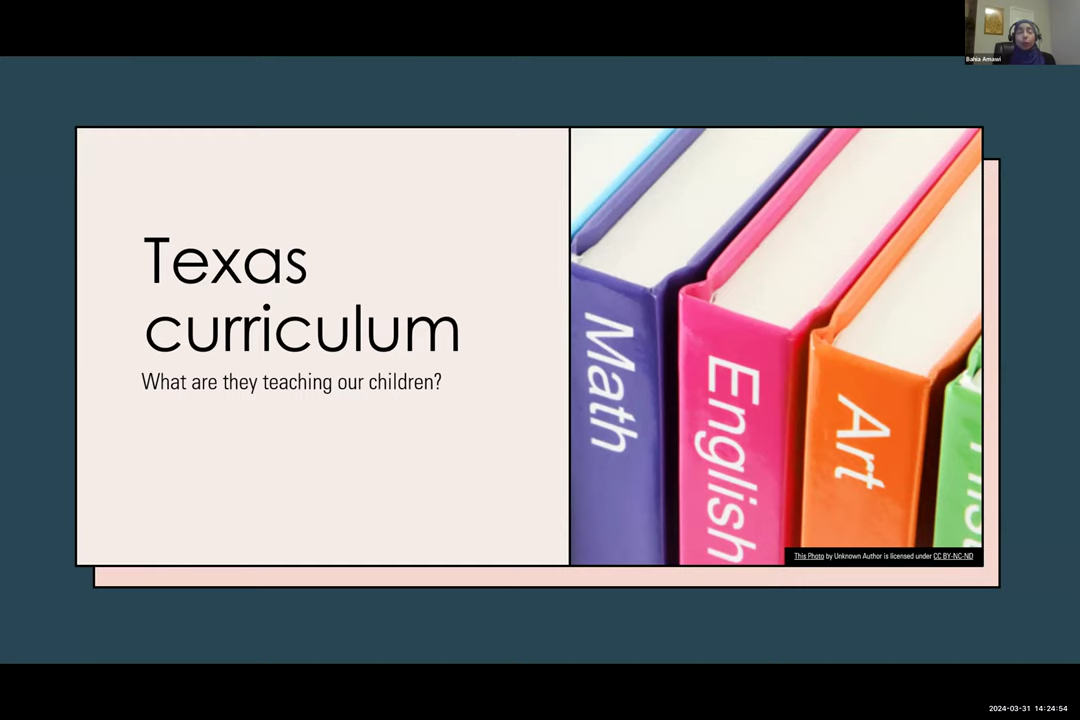 Bahia Amawi
Texas
curriculum
What are they teaching our children?
Math
English
Art
This Photo by Unknown Author is licensed under CC BY-NC-ND
2024-03-31 14:24:54